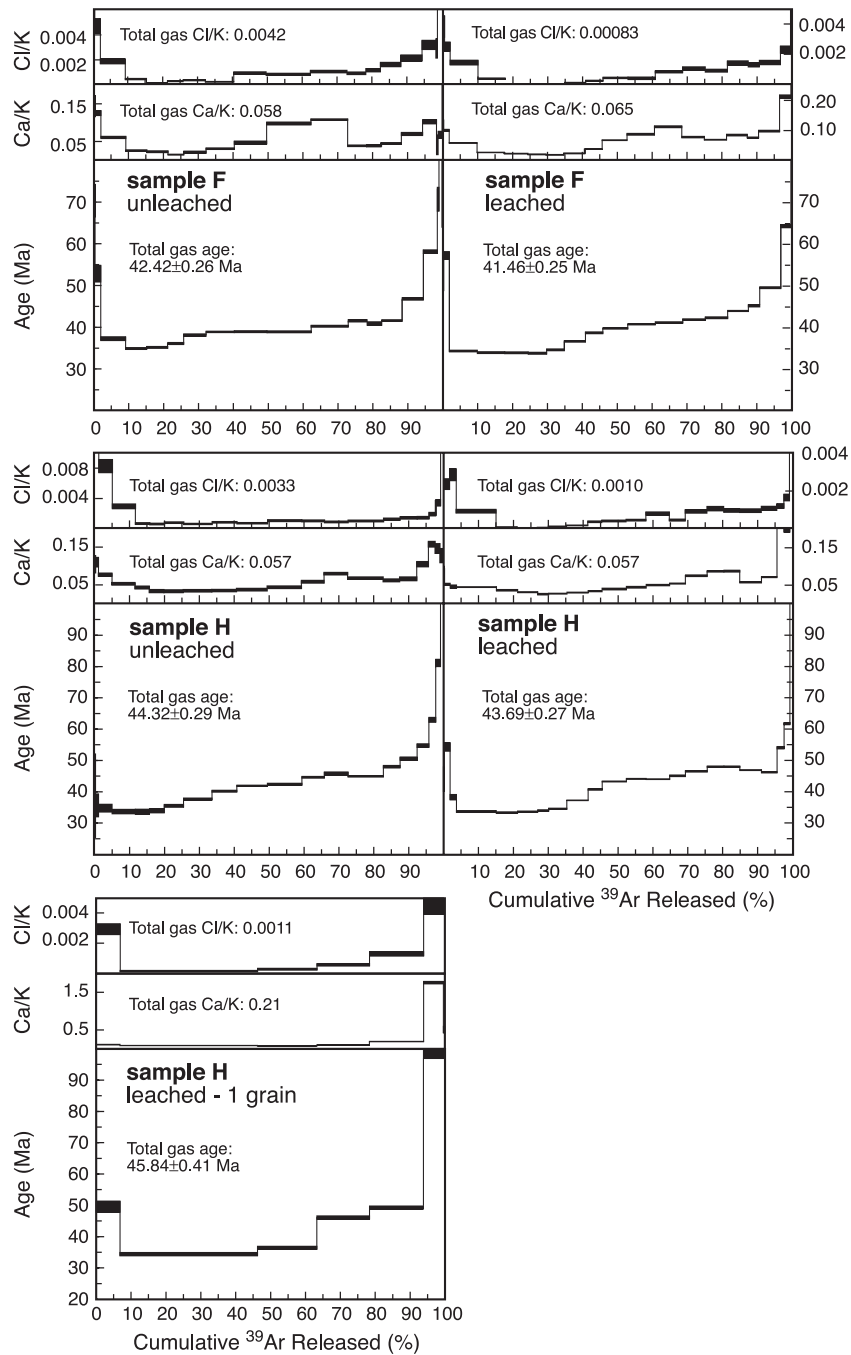 Cl/K
0.004
0.002
Total gas Cl/K: 0.0042
Total gas Cl/K: 0.00083
0.004
0.002
Ca/K
0.15
0.05
Total gas Ca/K: 0.058
Total gas Ca/K: 0.065
0.20
0.10
Age (Ma)
70
60
50
40
30
sample F
unleached
Total gas age:
42.42±0.26 Ma
sample F
leached
Total gas age:
41.46±0.25 Ma
70
60
50
40
30
0 10 20 30 40 50 60 70 80 90
10 20 30 40 50 60 70 80 90 100
Cl/K
0.008
0.004
Total gas Cl/K: 0.0033
Total gas Cl/K: 0.0010
0.004
0.002
Ca/K
0.15
0.05
Total gas Ca/K: 0.057
Total gas Ca/K: 0.057
0.15
0.05
Age (Ma)
90
80
70
60
50
40
30
sample H
unleached
Total gas age:
44.32±0.29 Ma
sample H
leached
Total gas age:
43.69±0.27 Ma
90
80
70
60
50
40
30
0 10 20 30 40 50 60 70 80 90
10 20 30 40 50 60 70 80 90 100
Cumulative ³⁹Ar Released (%)
Cl/K
0.004
0.002
Total gas Cl/K: 0.0011
Ca/K
1.5
0.5
Total gas Ca/K: 0.21
Age (Ma)
90
80
70
60
50
40
30
20
sample H
leached - 1 grain
Total gas age:
45.84±0.41 Ma
0 10 20 30 40 50 60 70 80 90 100
Cumulative ³⁹Ar Released (%)